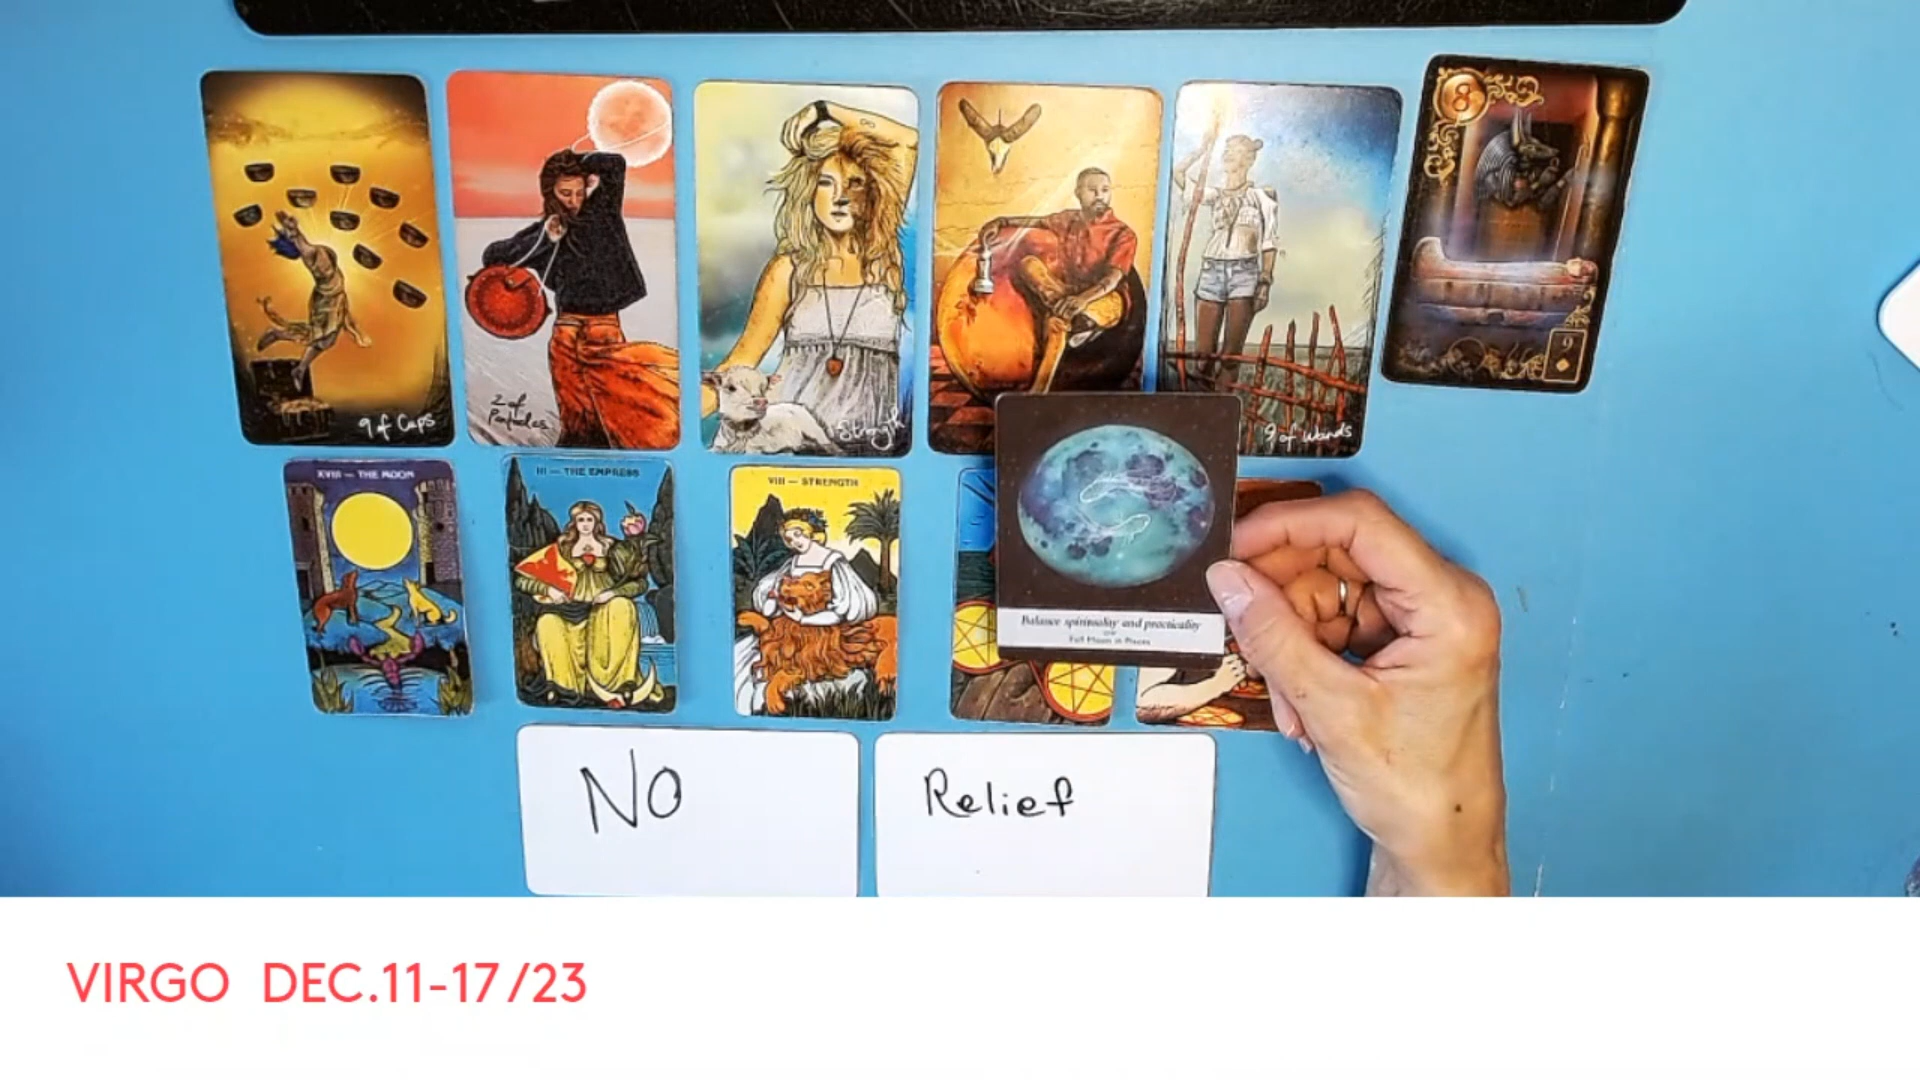 8
∞
9 of Cups
2 of
Pentacles
Strength
9 of Wands
9
XVIII — THE MOON
III — THE EMPRESS
VIII — STRENGTH
Balance spirituality and practicality
Full Moon in Pisces
NO
Relief
VIRGO DEC.11-17/23